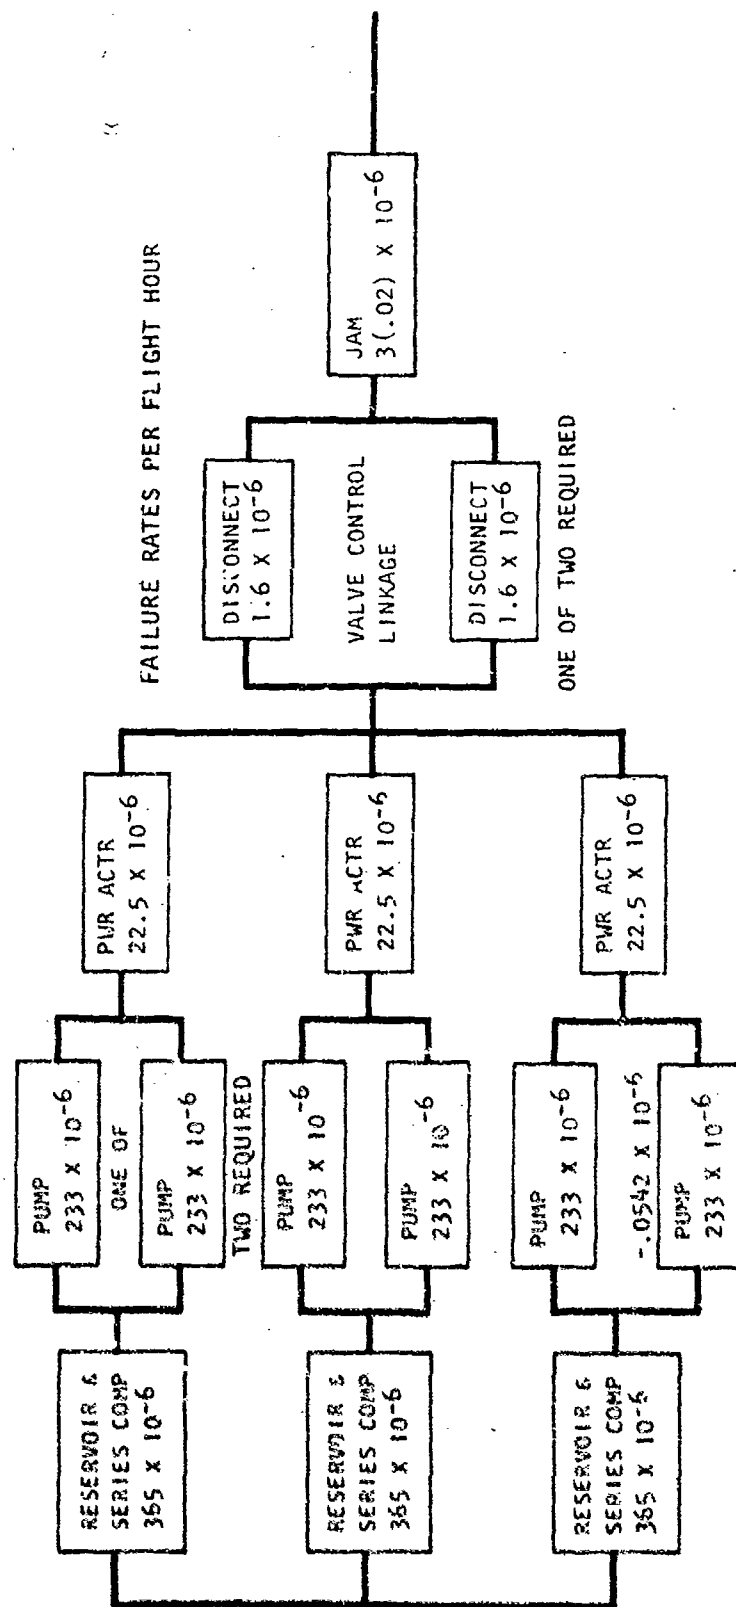 FAILURE RATES PER FLIGHT HOUR
RESERVOIR &
SERIES COMP
365 X 10⁻⁶
PUMP
233 X 10⁻⁶
ONE OF
PUMP
233 X 10⁻⁶
TWO REQUIRED
PWR ACTR
22.5 X 10⁻⁶
RESERVOIR &
SERIES COMP
365 X 10⁻⁶
PUMP
233 X 10⁻⁶
PUMP
233 X 10⁻⁶
PWR ACTR
22.5 X 10⁻⁶
RESERVOIR &
SERIES COMP
365 X 10⁻⁶
PUMP
233 X 10⁻⁶
-.0542 X 10⁻⁶
PUMP
233 X 10⁻⁶
PWR ACTR
22.5 X 10⁻⁶
DISCONNECT
1.6 X 10⁻⁶
VALVE CONTROL
LINKAGE
DISCONNECT
1.6 X 10⁻⁶
ONE OF TWO REQUIRED
JAM
3(.02) X 10⁻⁶